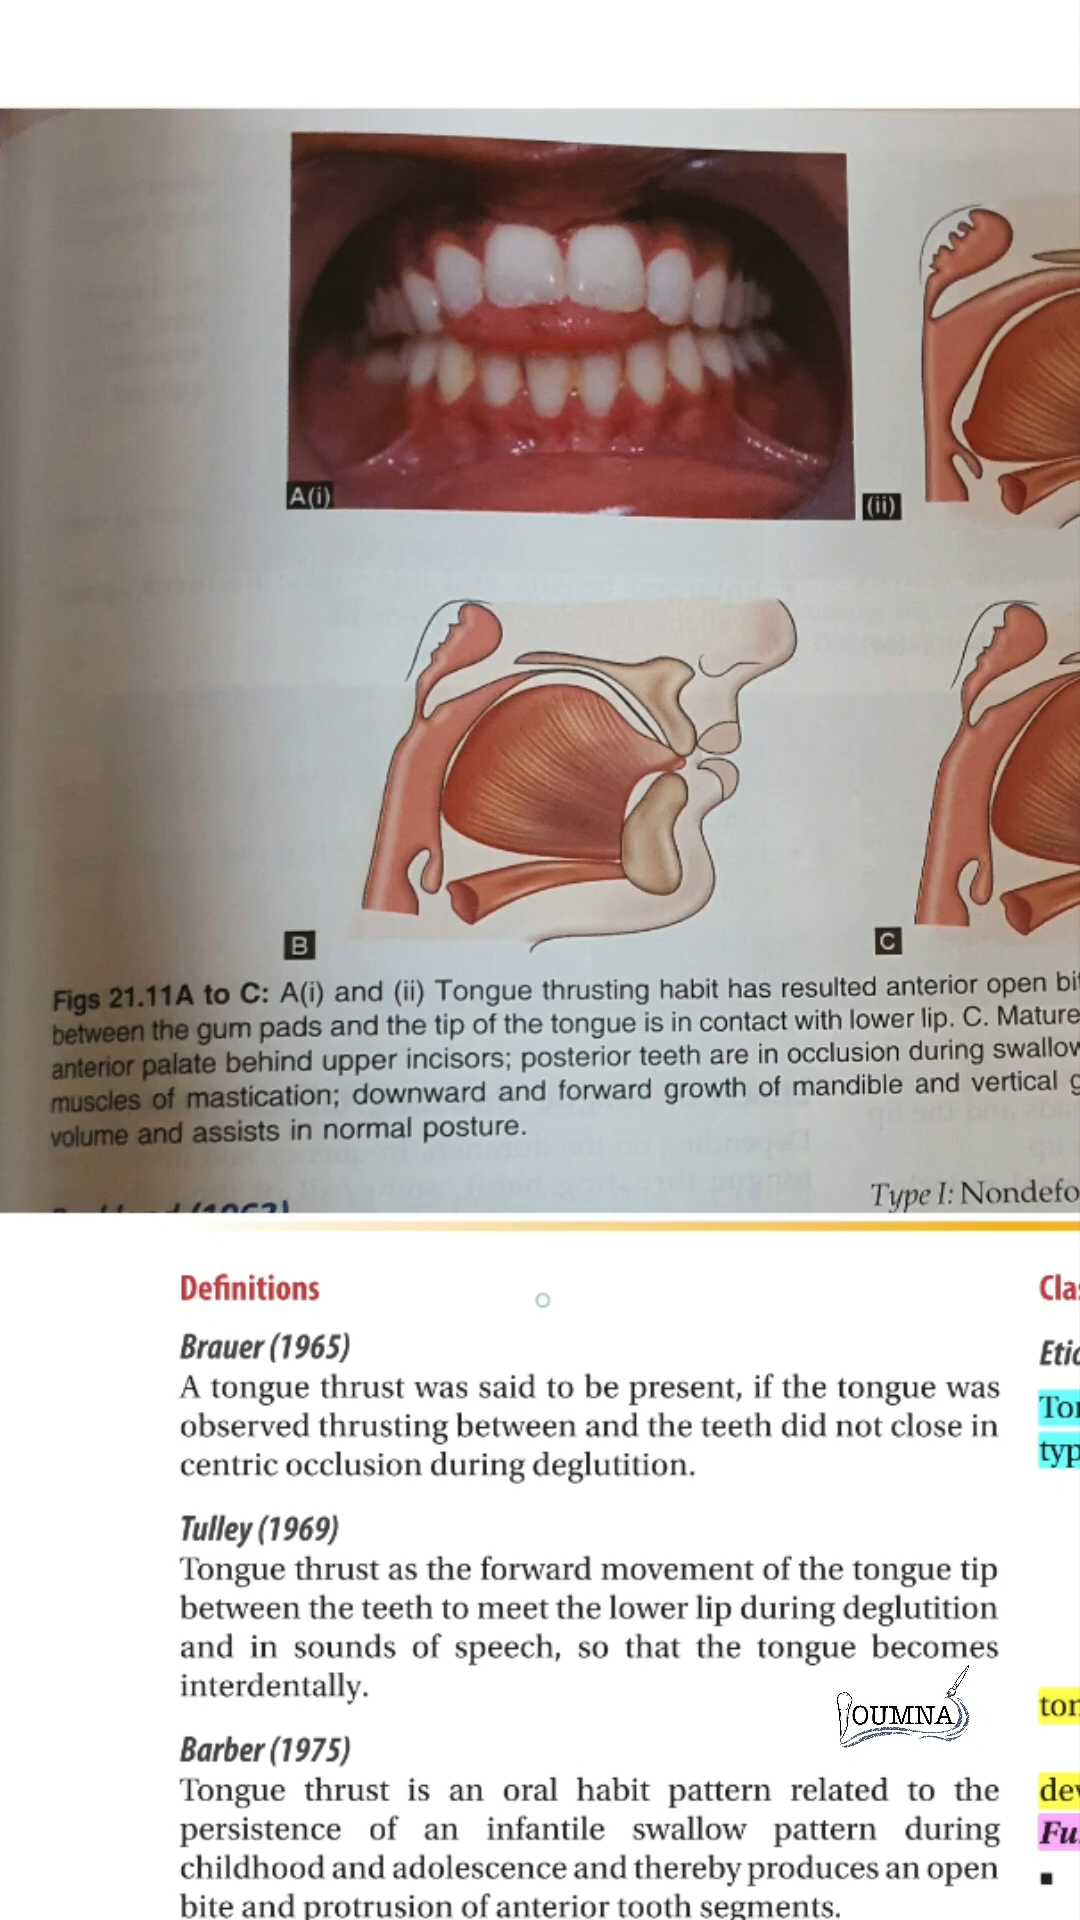 A(i)
(ii)
B
C
Figs 21.11A to C: A(i) and (ii) Tongue thrusting habit has resulted anterior open bit
between the gum pads and the tip of the tongue is in contact with lower lip. C. Mature
anterior palate behind upper incisors; posterior teeth are in occlusion during swallow
muscles of mastication; downward and forward growth of mandible and vertical g
volume and assists in normal posture.
Type I: Nondefo
Definitions
Brauer (1965)
A tongue thrust was said to be present, if the tongue was
observed thrusting between and the teeth did not close in
centric occlusion during deglutition.
Tulley (1969)
Tongue thrust as the forward movement of the tongue tip
between the teeth to meet the lower lip during deglutition
and in sounds of speech, so that the tongue becomes
interdentally.
OUMNA
Barber (1975)
Tongue thrust is an oral habit pattern related to the
persistence of an infantile swallow pattern during
childhood and adolescence and thereby produces an open
bite and protrusion of anterior tooth segments.
Cla
Etio
Ton
typ
ton
dev
Fu